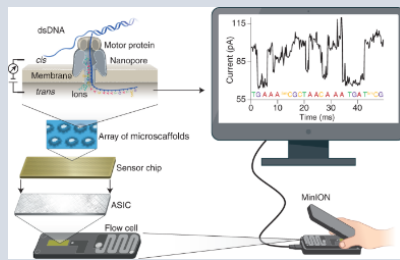 dsDNA
Motor protein
cis
Nanopore
Membrane
trans
Ions
Array of microscaffolds
Sensor chip
ASIC
Flow cell
Current (pA)
115
85
65
55
0
10
20
30
40
Time (ms)
MinION